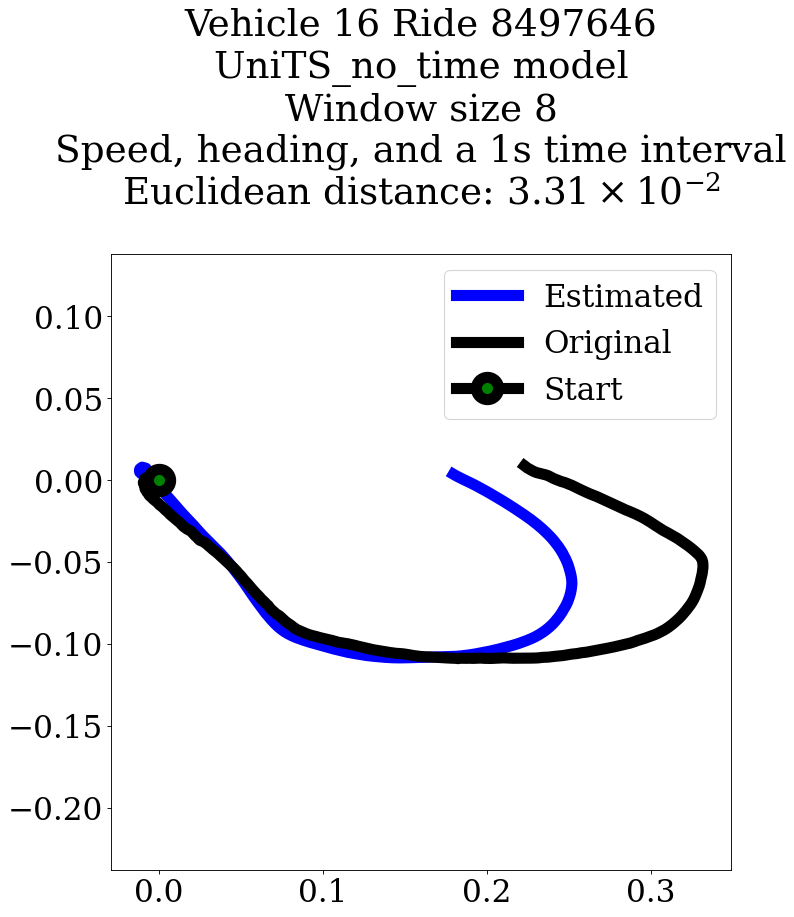 Vehicle 16 Ride 8497646
UniTS_no_time model
Window size 8
Speed, heading, and a 1s time interval
Euclidean distance: 3.31 × 10⁻²
Estimated
Original
Start
0.10
0.05
0.00
−0.05
−0.10
−0.15
−0.20
0.0 0.1 0.2 0.3